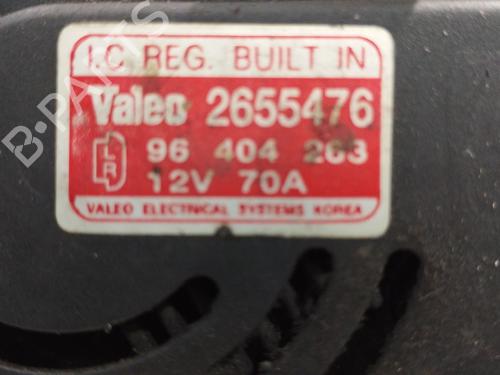 I.C REG. BUILT IN
Valeo 2655476
L R 96 404 263
12V 70A
VALEO ELECTRICAL SYSTEMS KOREA
B-PARTS